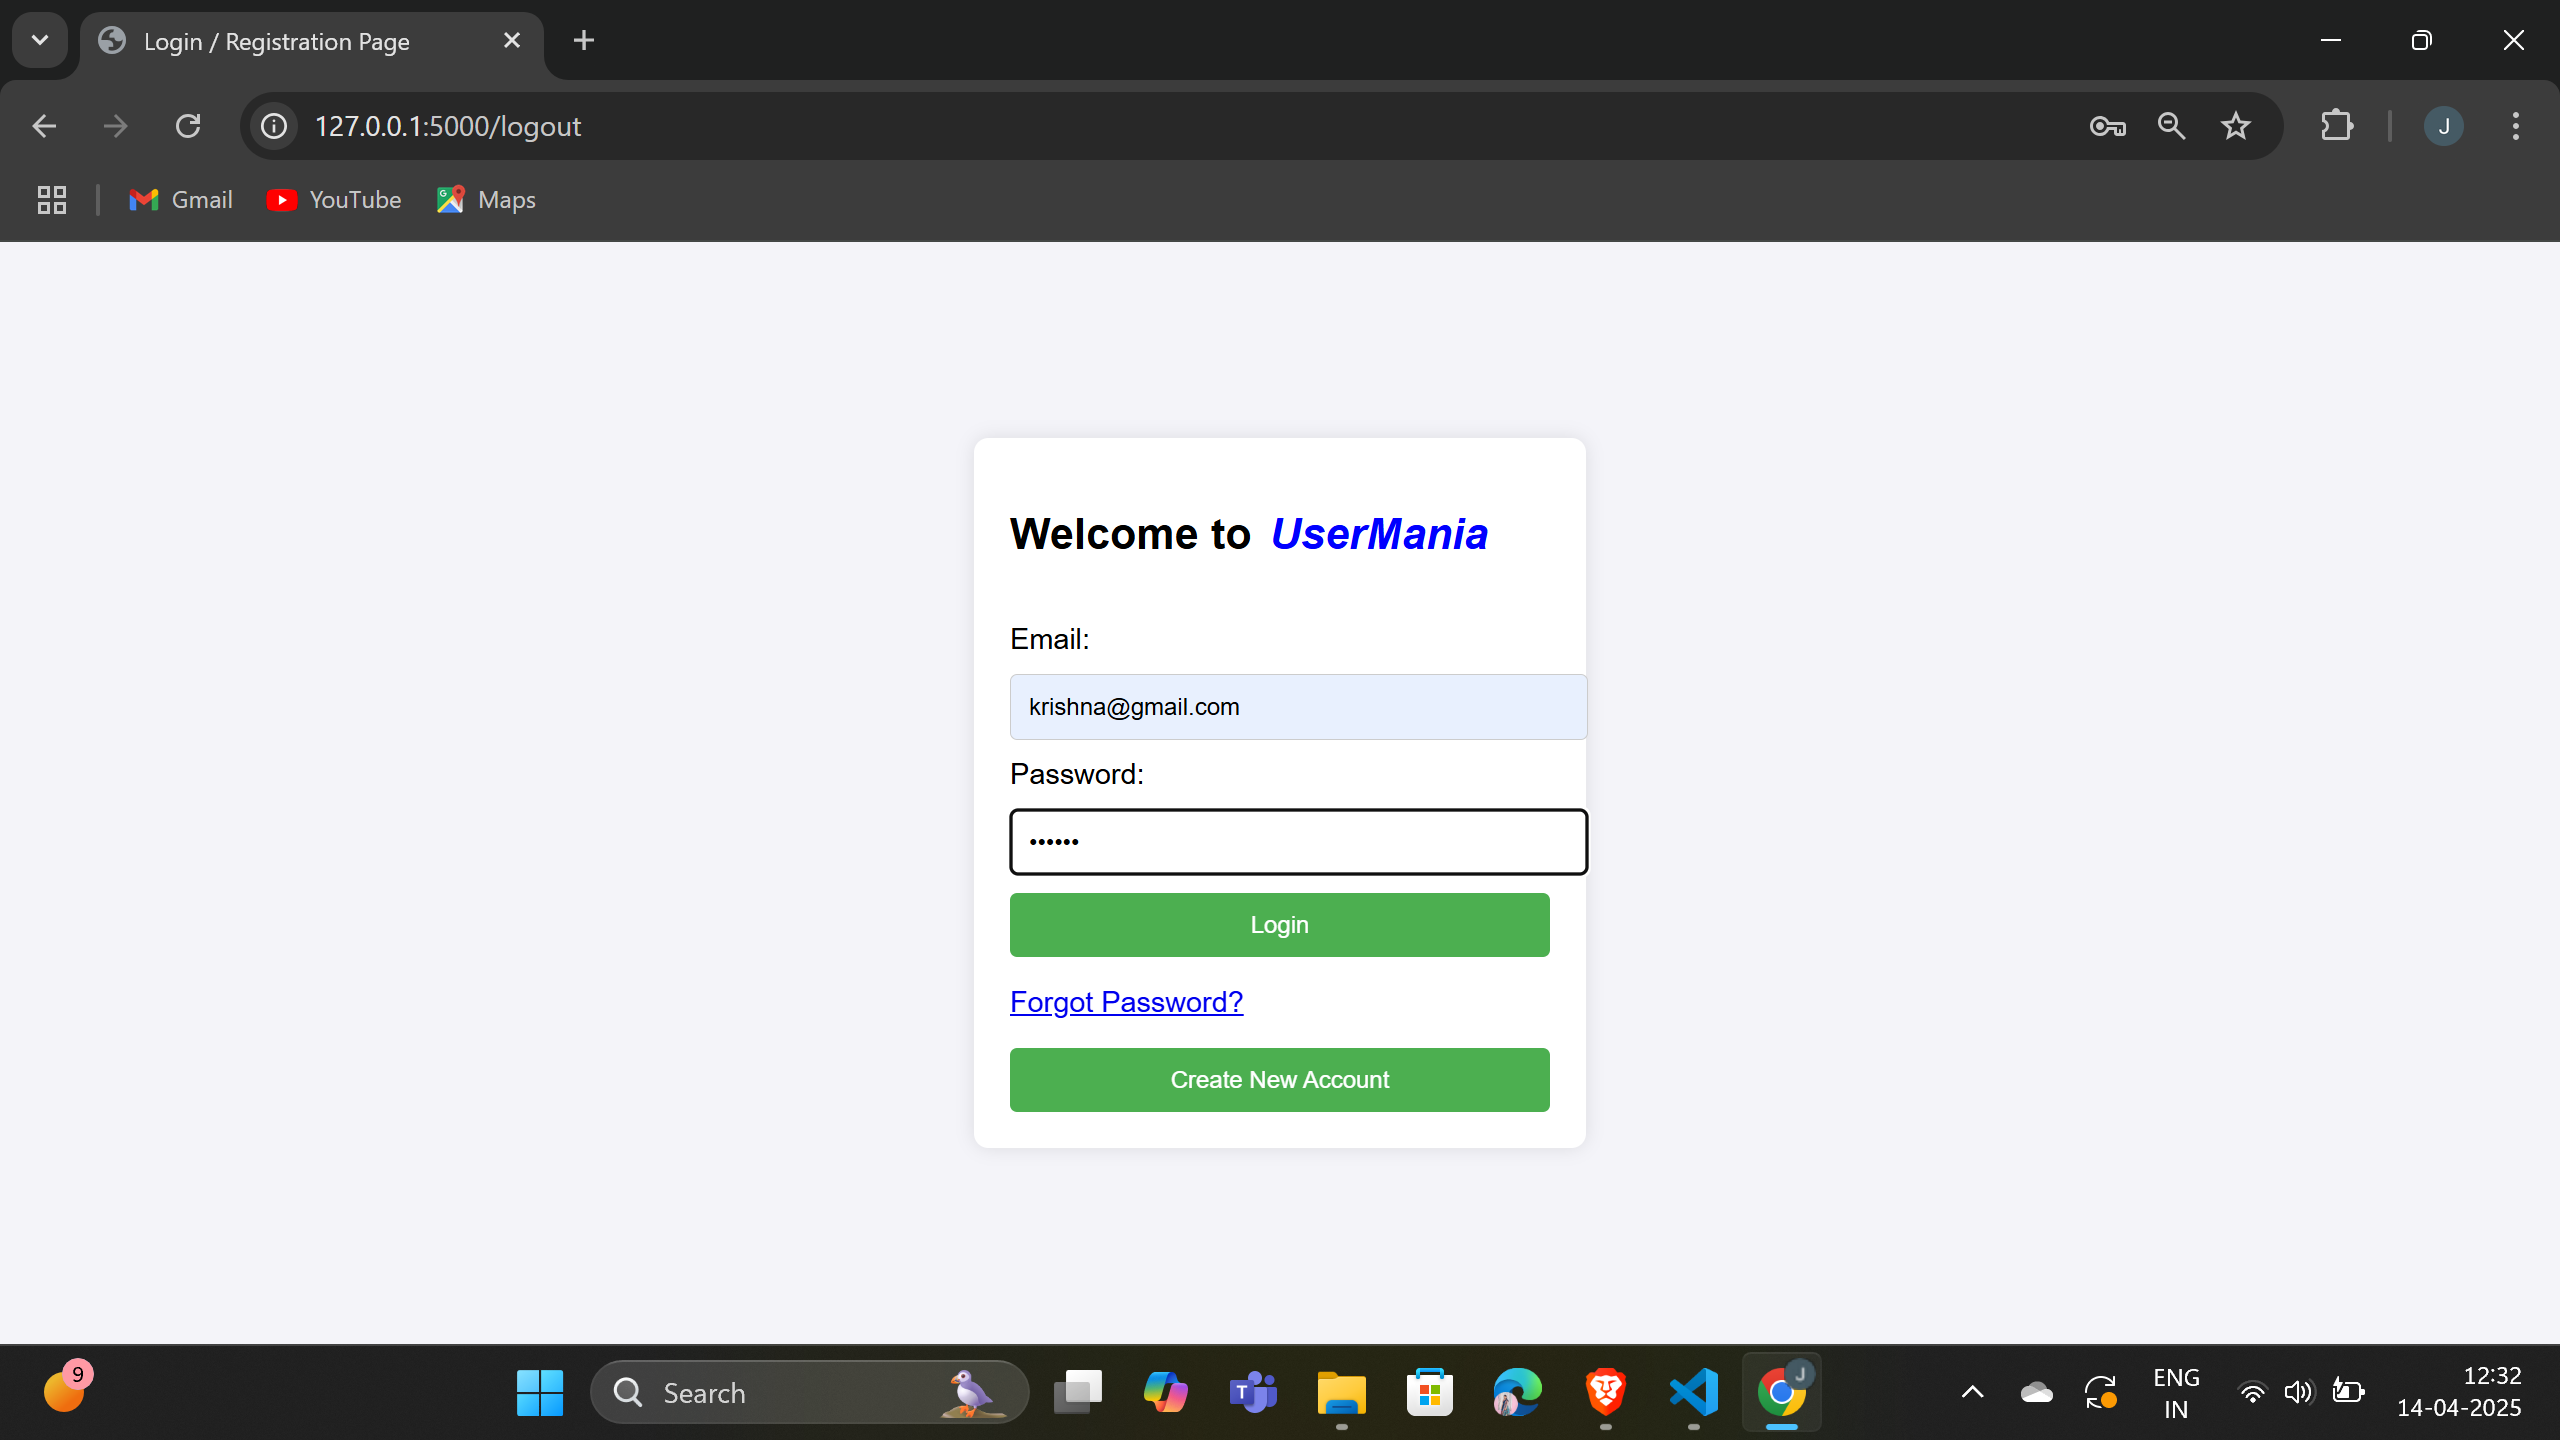 Login / Registration Page
127.0.0.1:5000/logout
J
Gmail
YouTube
Maps
Welcome to UserMania
Email:
krishna@gmail.com
Password:
••••••
Login
Forgot Password?
Create New Account
9
Search
T
J
ENG
IN
12:32
14-04-2025